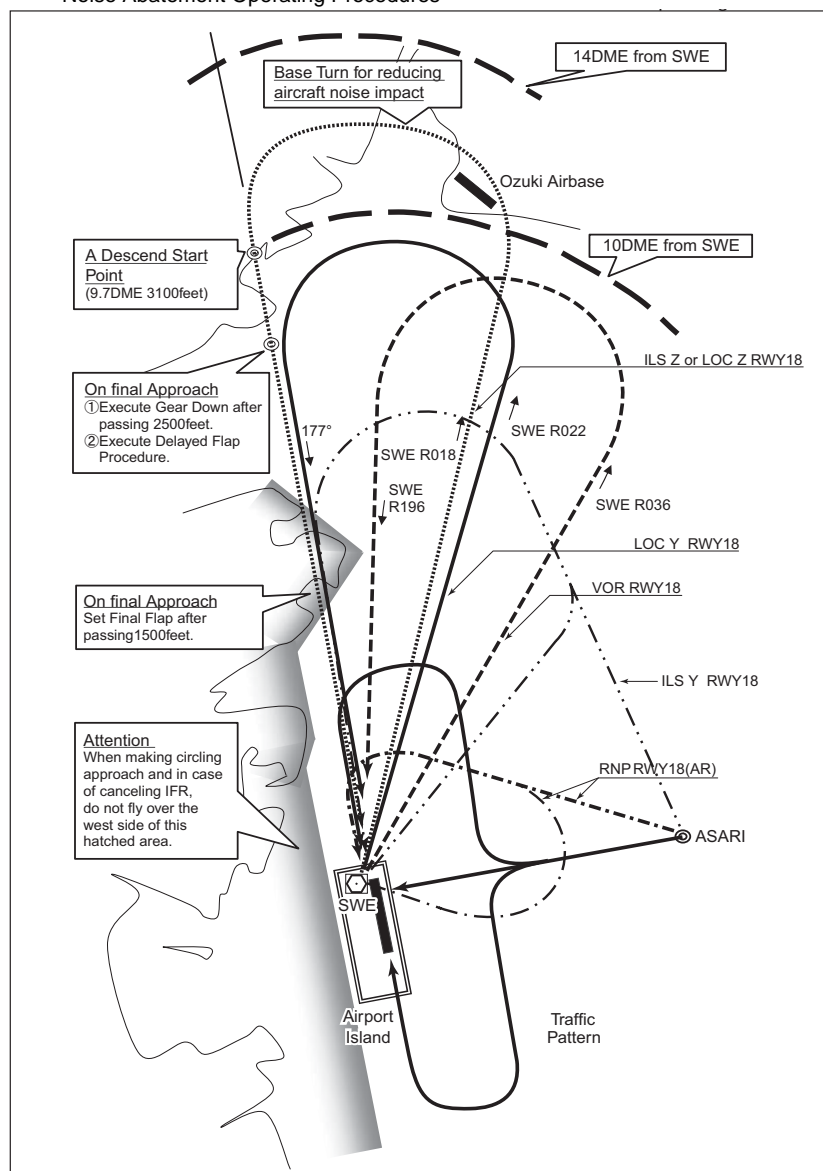 Noise Abatement Operating Procedures
14DME from SWE
Base Turn for reducing
aircraft noise impact
Ozuki Airbase
10DME from SWE
A Descend Start
Point
(9.7DME 3100feet)
ILS Z or LOC Z RWY18
On final Approach
①Execute Gear Down after
passing 2500feet.
②Execute Delayed Flap
Procedure.
177°
SWE R018
SWE R022
SWE
R196
SWE R036
LOC Y RWY18
VOR RWY18
On final Approach
Set Final Flap after
passing1500feet.
ILS Y RWY18
Attention
When making circling
approach and in case
of canceling IFR,
do not fly over the
west side of this
hatched area.
RNPRWY18(AR)
ASARI
SWE
Airport
Island
Traffic
Pattern